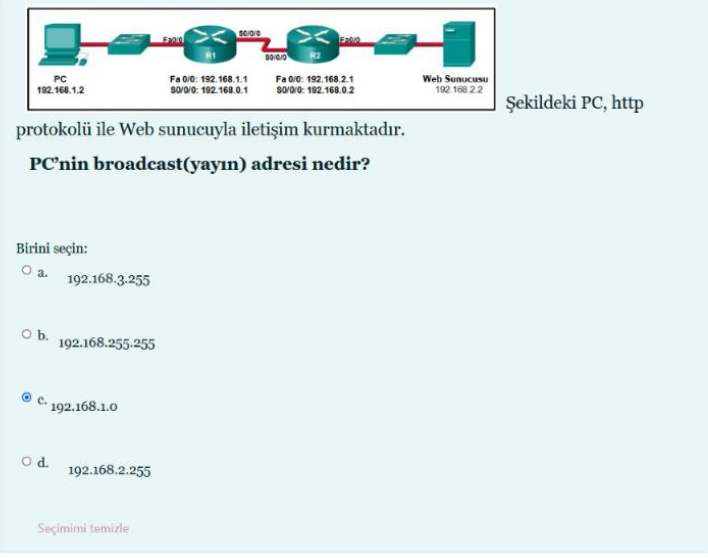 Fa0/0
S0/0/0
Fa0/0
R1
S0/0/0
R2
PC
192.168.1.2
Fa 0/0: 192.168.1.1
S0/0/0: 192.168.0.1
Fa 0/0: 192.168.2.1
S0/0/0: 192.168.0.2
Web Sunucusu
192.168.2.2
Şekildeki PC, http
protokolü ile Web sunucuyla iletişim kurmaktadır.
PC'nin broadcast(yayın) adresi nedir?
Birini seçin:
a. 192.168.3.255
b. 192.168.255.255
c. 192.168.1.0
d. 192.168.2.255
Seçimimi temizle